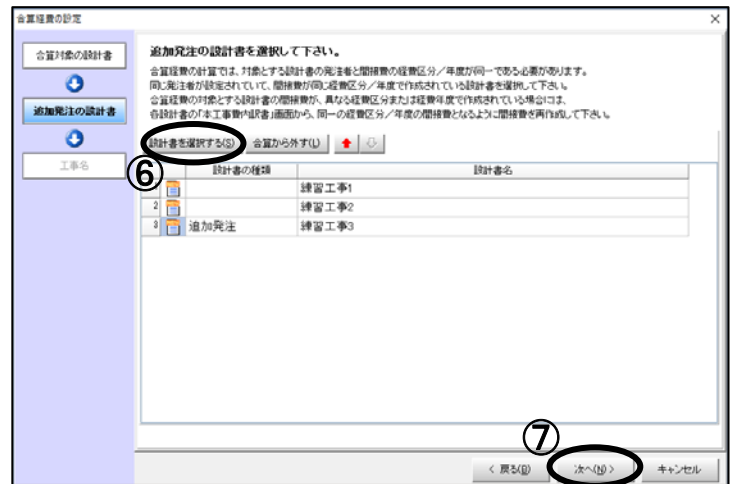 合算経費の設定
合算対象の設計書
追加発注の設計書
工事名
追加発注の設計書を選択して下さい。
合算経費の計算では、対象とする設計書の発注者と間接費の経費区分／年度が同一である必要があります。
同じ発注者が設定されていて、間接費が同じ経費区分／年度で作成されている設計書を選択して下さい。
合算経費の対象とする設計書の間接費が、異なる経費区分または経費年度で作成されている場合には、
各設計書の「本工事費内訳書」画面から、同一の経費区分／年度の間接費となるように間接費を再作成して下さい。
設計書を選択する(S) 合算から外す(L)
⑥
設計書の種類 設計書名
練習工事1
2 練習工事2
3 追加発注 練習工事3
⑦
< 戻る(B) 次へ(N) > キャンセル